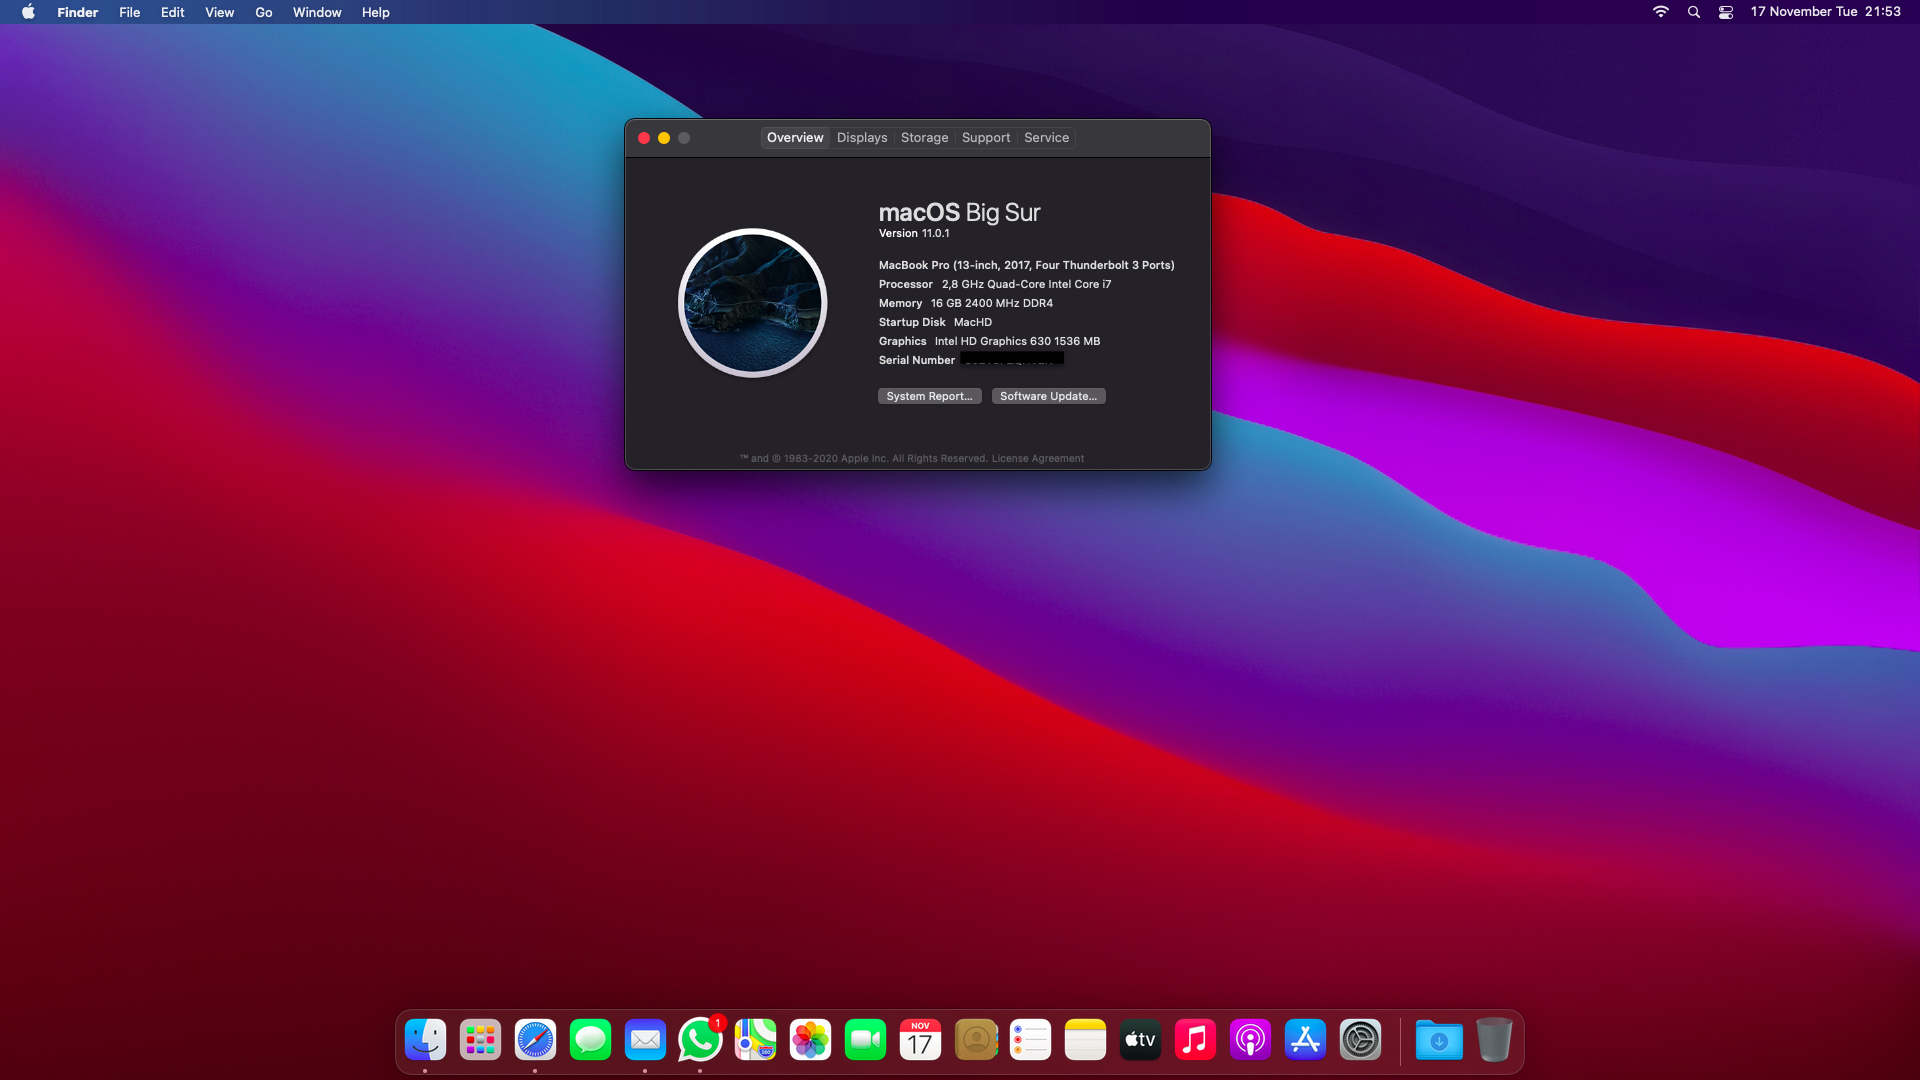 Finder File Edit View Go Window Help 17 November Tue 21:53
Overview Displays Storage Support Service
macOS Big Sur
Version 11.0.1
MacBook Pro (13-inch, 2017, Four Thunderbolt 3 Ports)
Processor 2,8 GHz Quad-Core Intel Core i7
Memory 16 GB 2400 MHz DDR4
Startup Disk MacHD
Graphics Intel HD Graphics 630 1536 MB
Serial Number
System Report... Software Update...
™ and © 1983-2020 Apple Inc. All Rights Reserved. License Agreement
1
NOV
17
280
tv